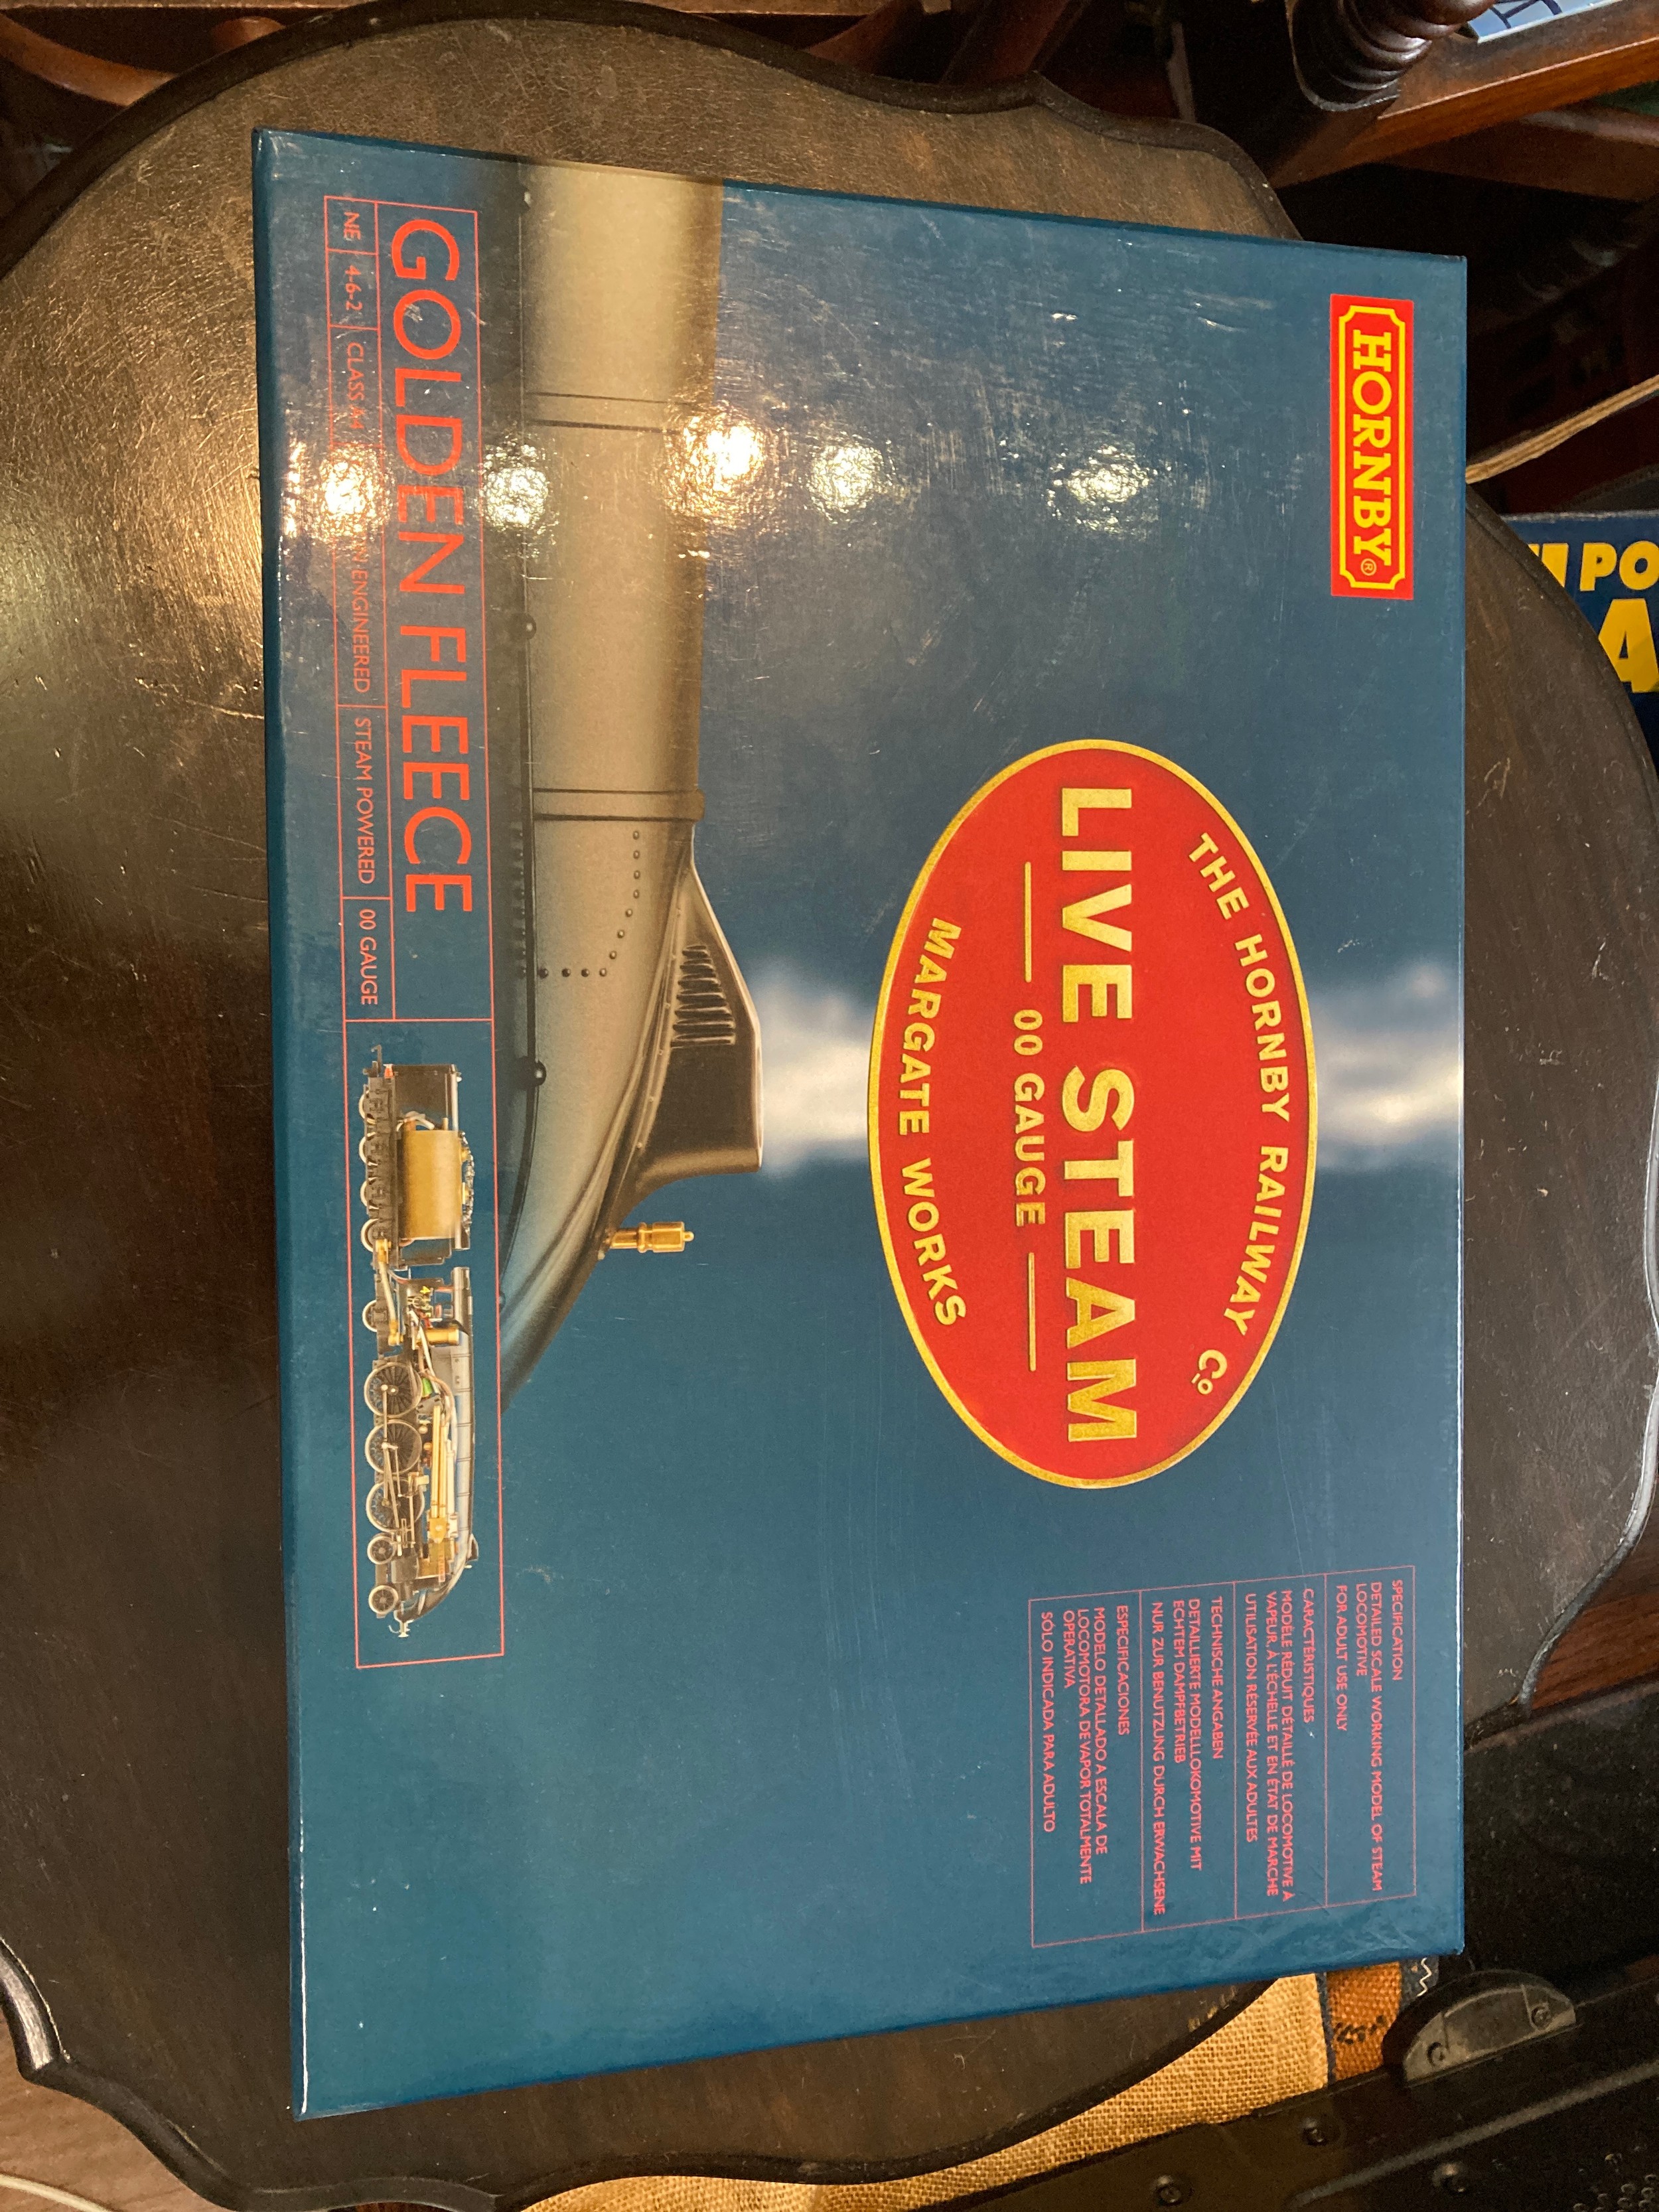 HORNBY®
THE HORNBY RAILWAY Co
LIVE STEAM
00 GAUGE
MARGATE WORKS
SPECIFICATION
DETAILED SCALE WORKING MODEL OF STEAM
LOCOMOTIVE
FOR ADULT USE ONLY
CARACTÉRISTIQUES
MODÈLE RÉDUIT DÉTAILLÉ DE LOCOMOTIVE À
VAPEUR, À L'ÉCHELLE ET EN ÉTAT DE MARCHE
UTILISATION RÉSERVÉE AUX ADULTES
TECHNISCHE ANGABEN
DETAILLIERTE MODELLLOKOMOTIVE MIT
ECHTEM DAMPFBETRIEB
NUR ZUR BENUTZUNG DURCH ERWACHSENE
ESPECIFICACIONES
MODELO DETALLADO A ESCALA DE
LOCOMOTORA DE VAPOR TOTALMENTE
OPERATIVA
SÓLO INDICADA PARA ADULTO
GOLDEN FLEECE
NE 4-6-2 CLASS A4 ENGINEERED STEAM POWERED 00 GAUGE
PO
A